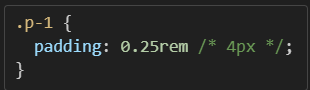 .p-1 {
  padding: 0.25rem /* 4px */;
}